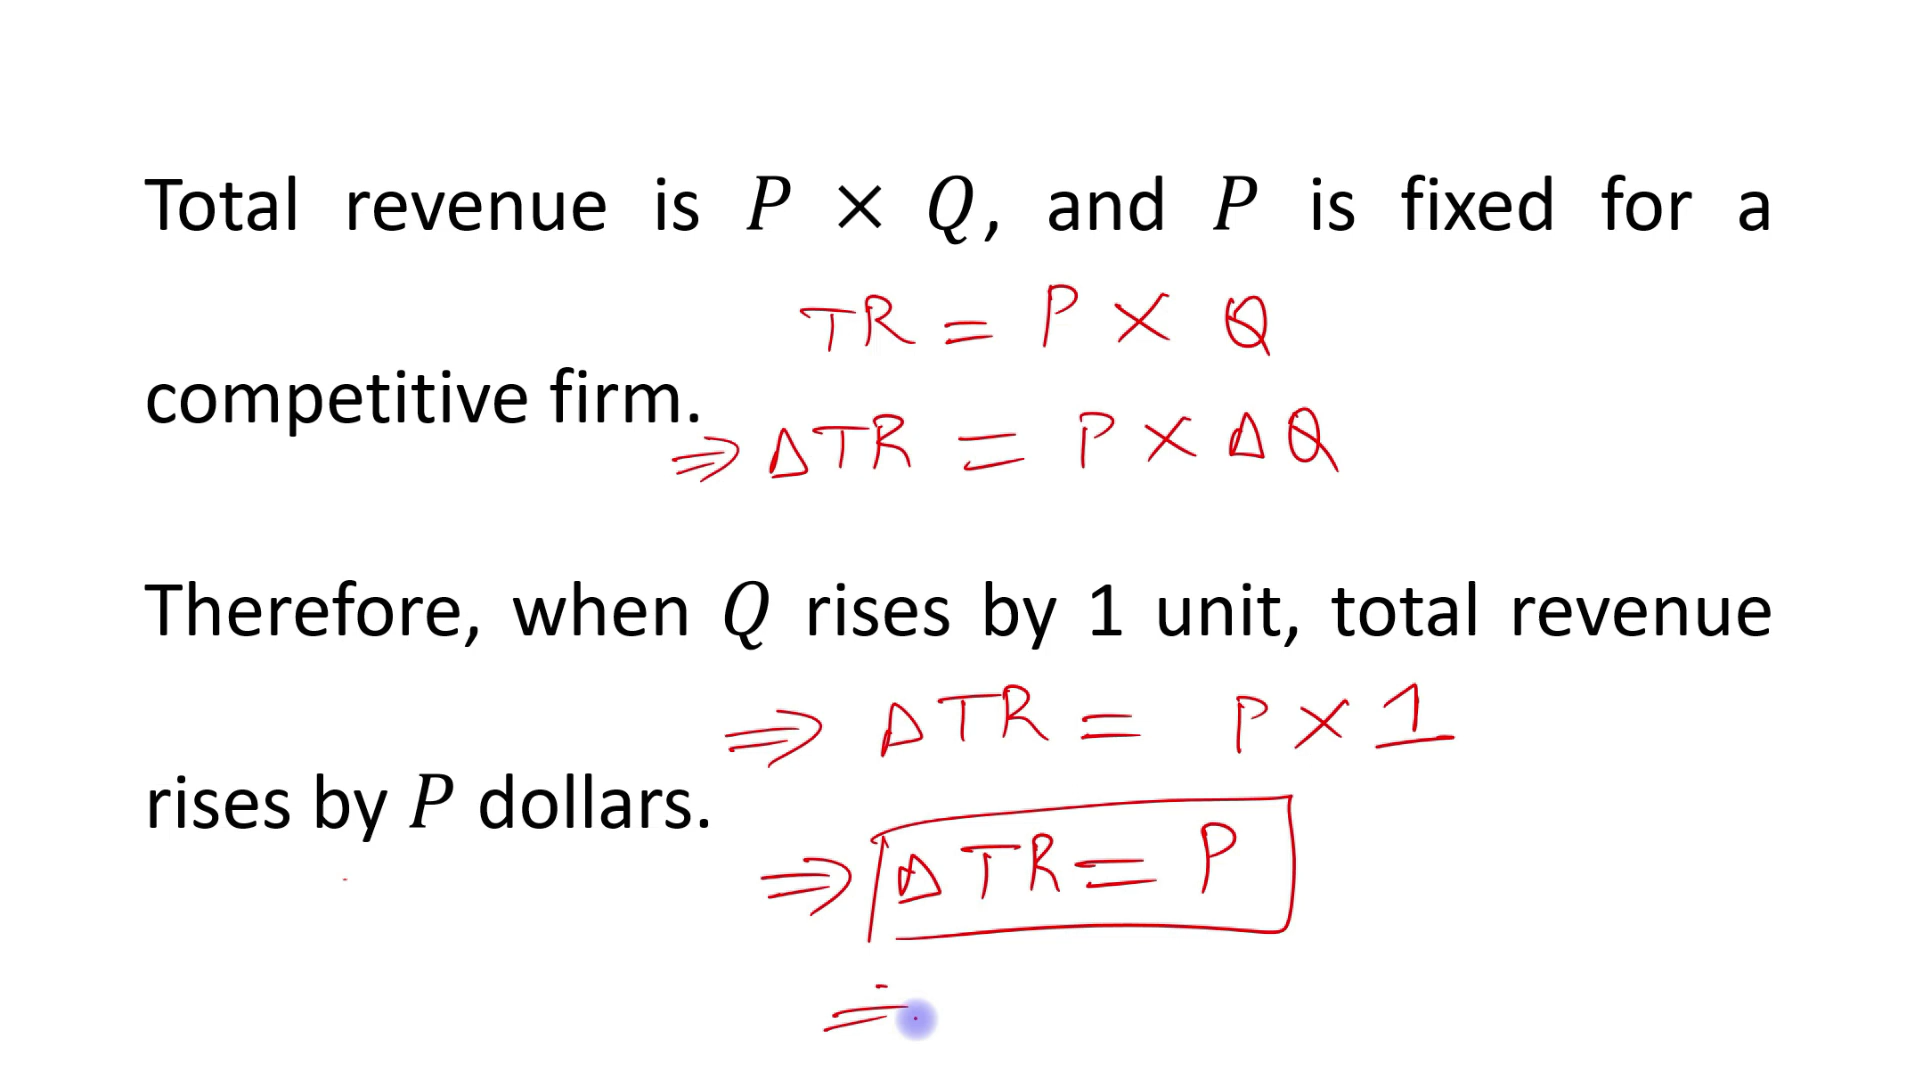 Total revenue is P × Q, and P is fixed for a
TR = P × Q
competitive firm.
⇒ ΔTR = P × ΔQ
Therefore, when Q rises by 1 unit, total revenue
⇒ ΔTR = P × 1
rises by P dollars.
⇒ ΔTR = P
=